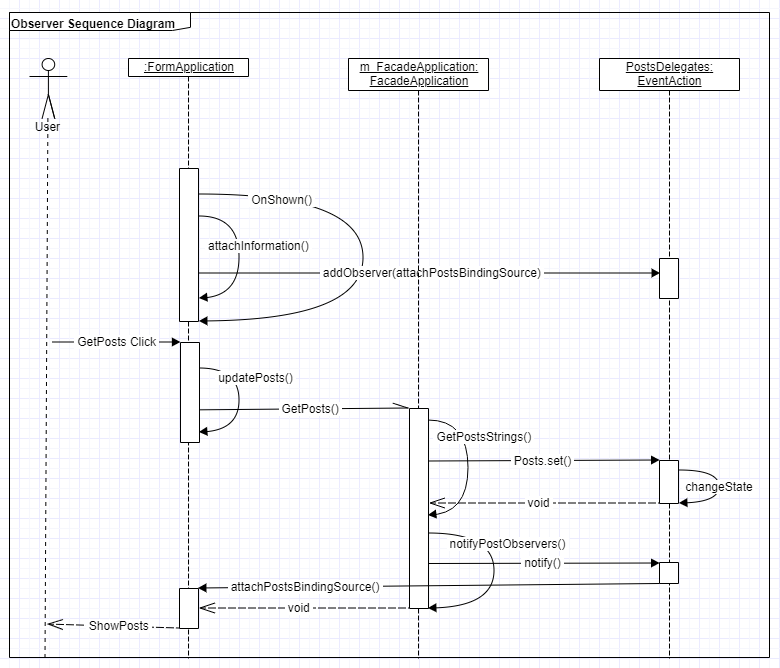 Observer Sequence Diagram
:FormApplication
m_FacadeApplication:
FacadeApplication
PostsDelegates:
EventAction
User
OnShown()
attachInformation()
addObserver(attachPostsBindingSource)
GetPosts Click
updatePosts()
GetPosts()
GetPostsStrings()
Posts.set()
changeState
void
notifyPostObservers()
notify()
attachPostsBindingSource()
void
ShowPosts